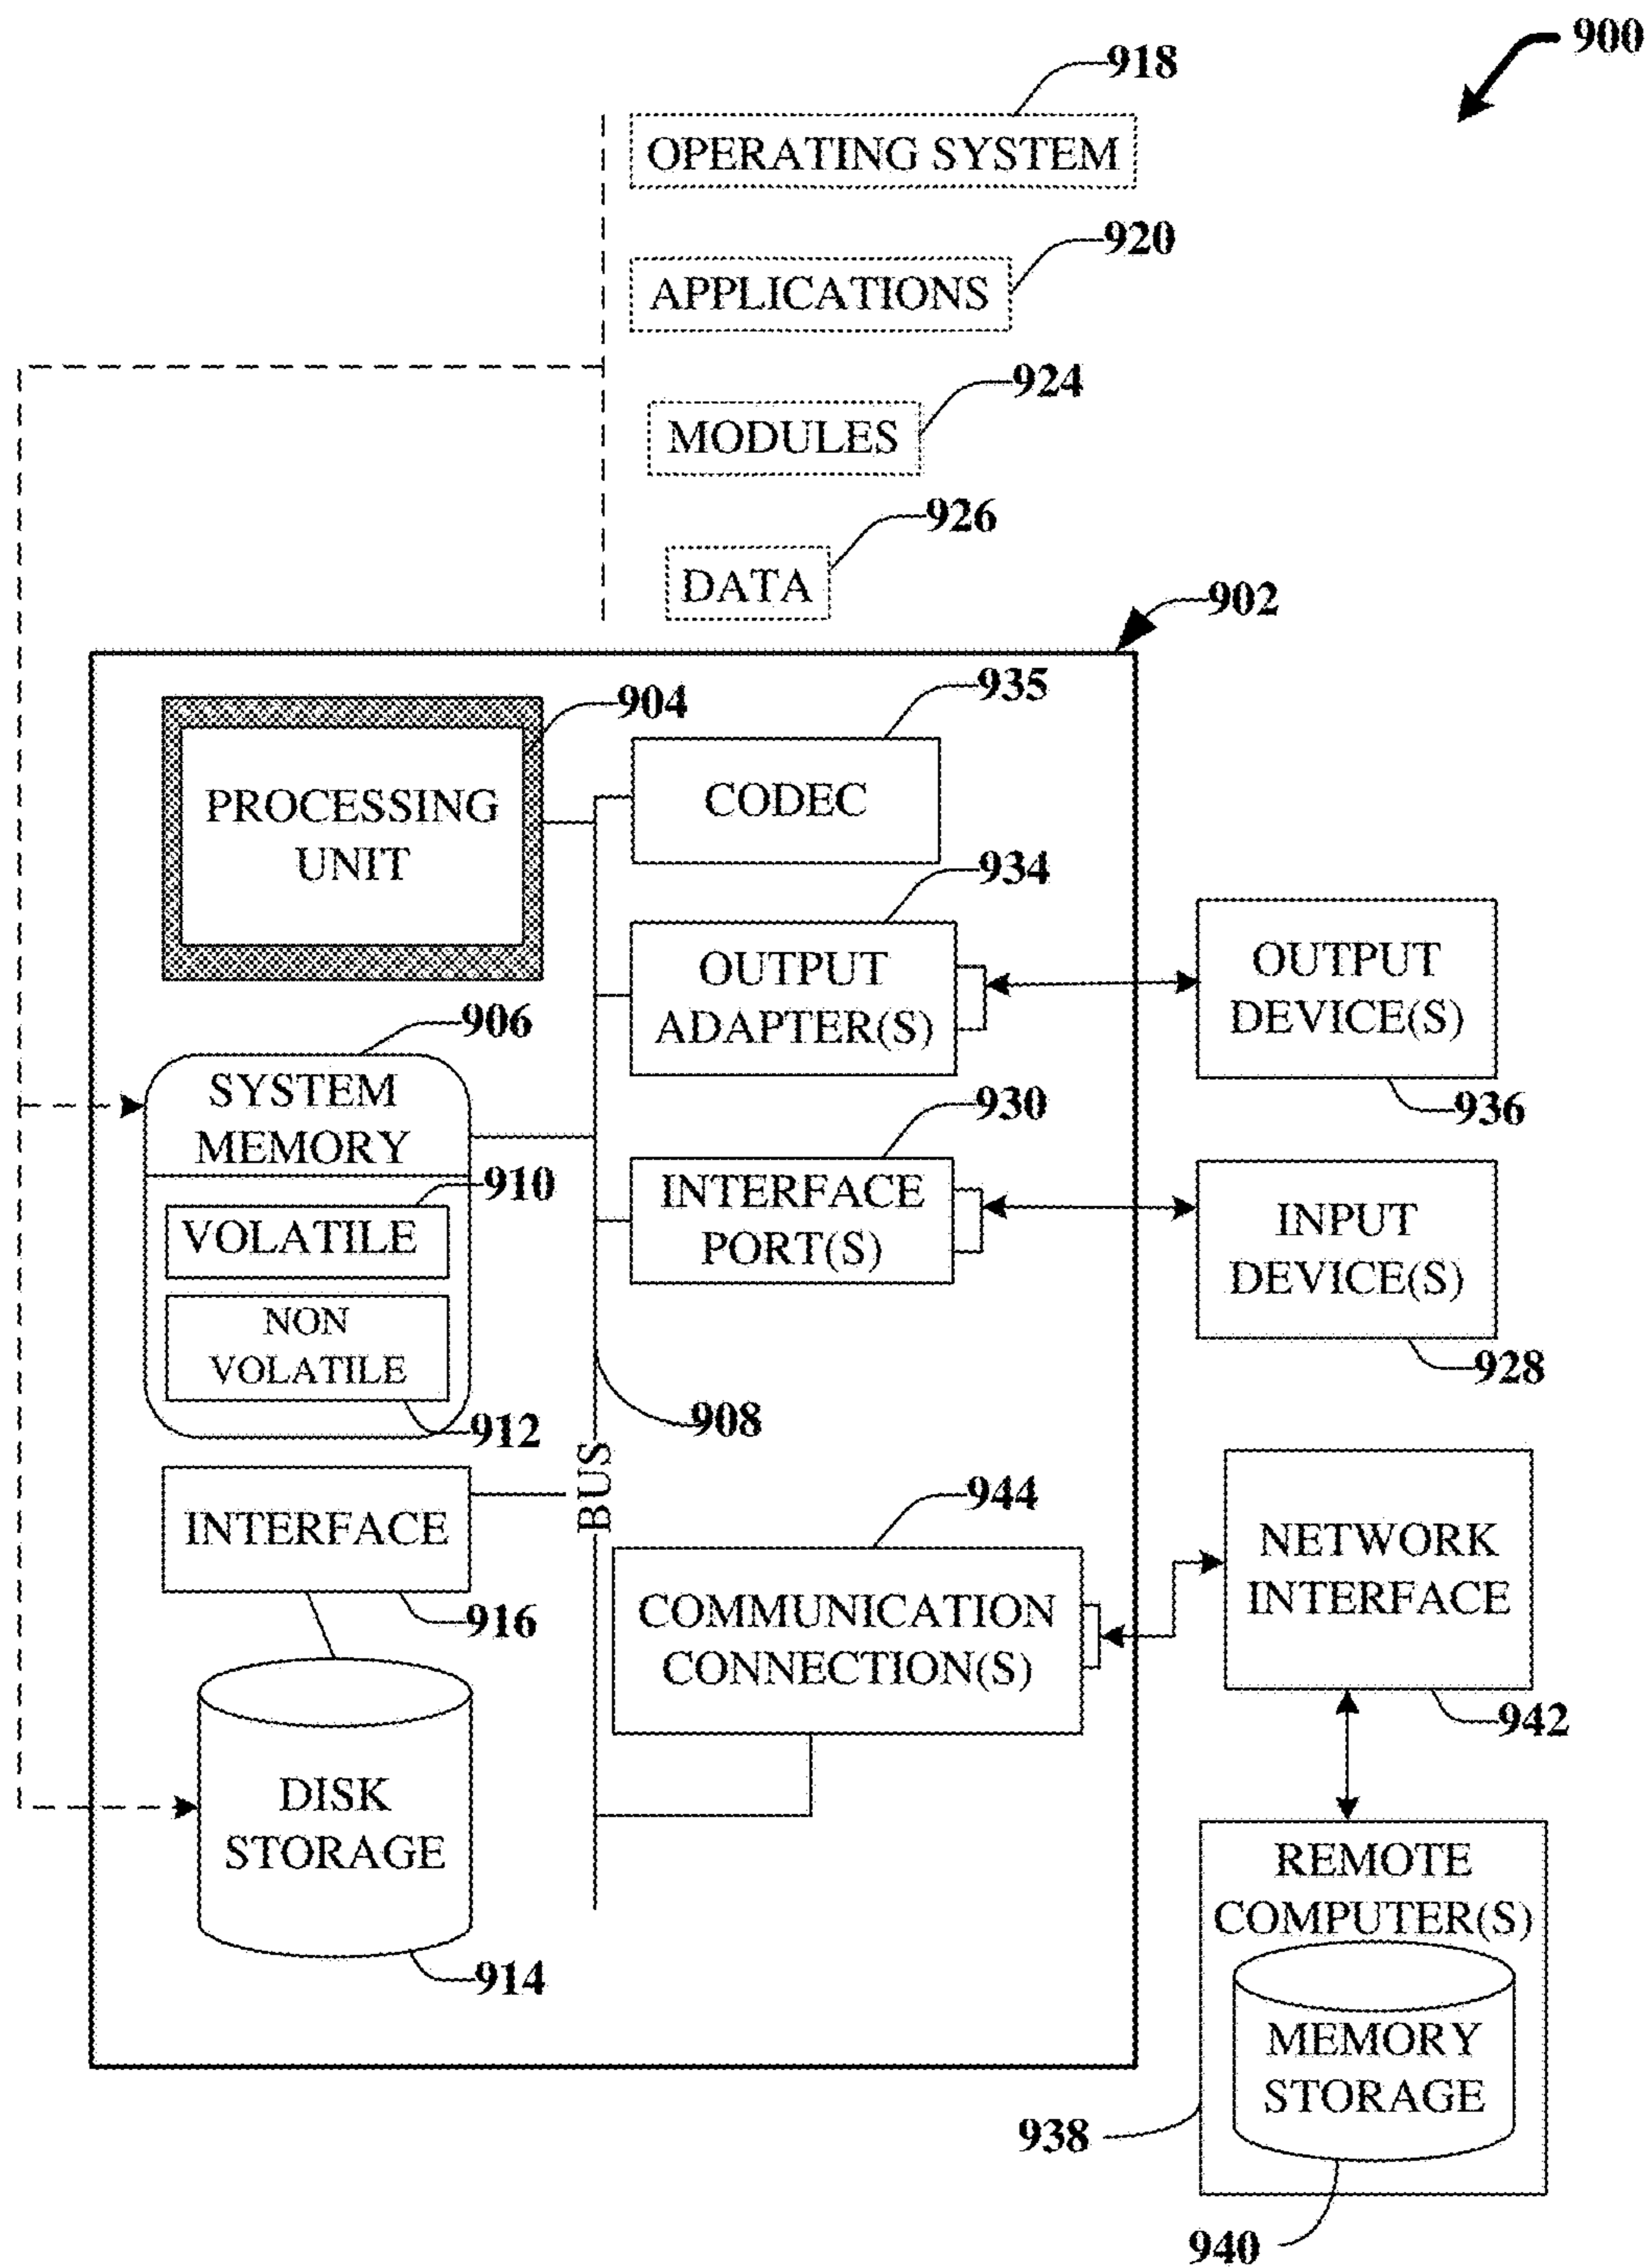 900
918
OPERATING SYSTEM
920
APPLICATIONS
924
MODULES
926
DATA
902
904
PROCESSING
UNIT
935
CODEC
934
OUTPUT
ADAPTER(S)
OUTPUT
DEVICE(S)
936
906
SYSTEM
MEMORY
910
VOLATILE
NON
VOLATILE
912
930
INTERFACE
PORT(S)
INPUT
DEVICE(S)
928
908
BUS
INTERFACE
916
944
COMMUNICATION
CONNECTION(S)
NETWORK
INTERFACE
942
DISK
STORAGE
914
REMOTE
COMPUTER(S)
MEMORY
STORAGE
938
940